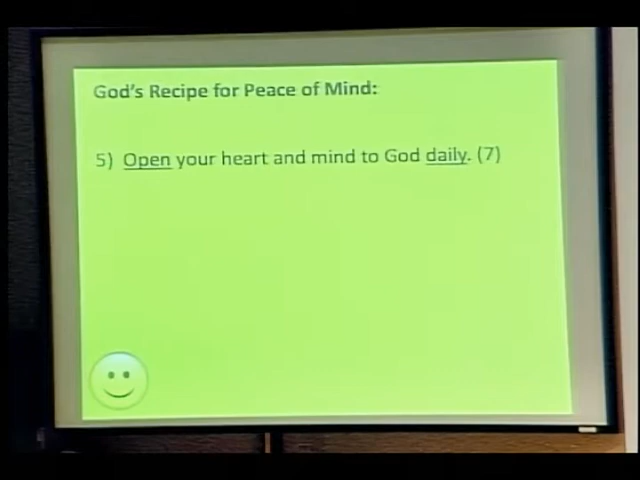 God's Recipe for Peace of Mind:
5) Open your heart and mind to God daily. (7)